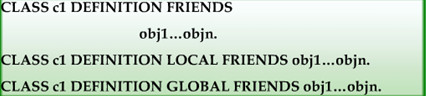 CLASS c1 DEFINITION FRIENDS
obj1…objn.
CLASS c1 DEFINITION LOCAL FRIENDS obj1…objn.
CLASS c1 DEFINITION GLOBAL FRIENDS obj1…objn.